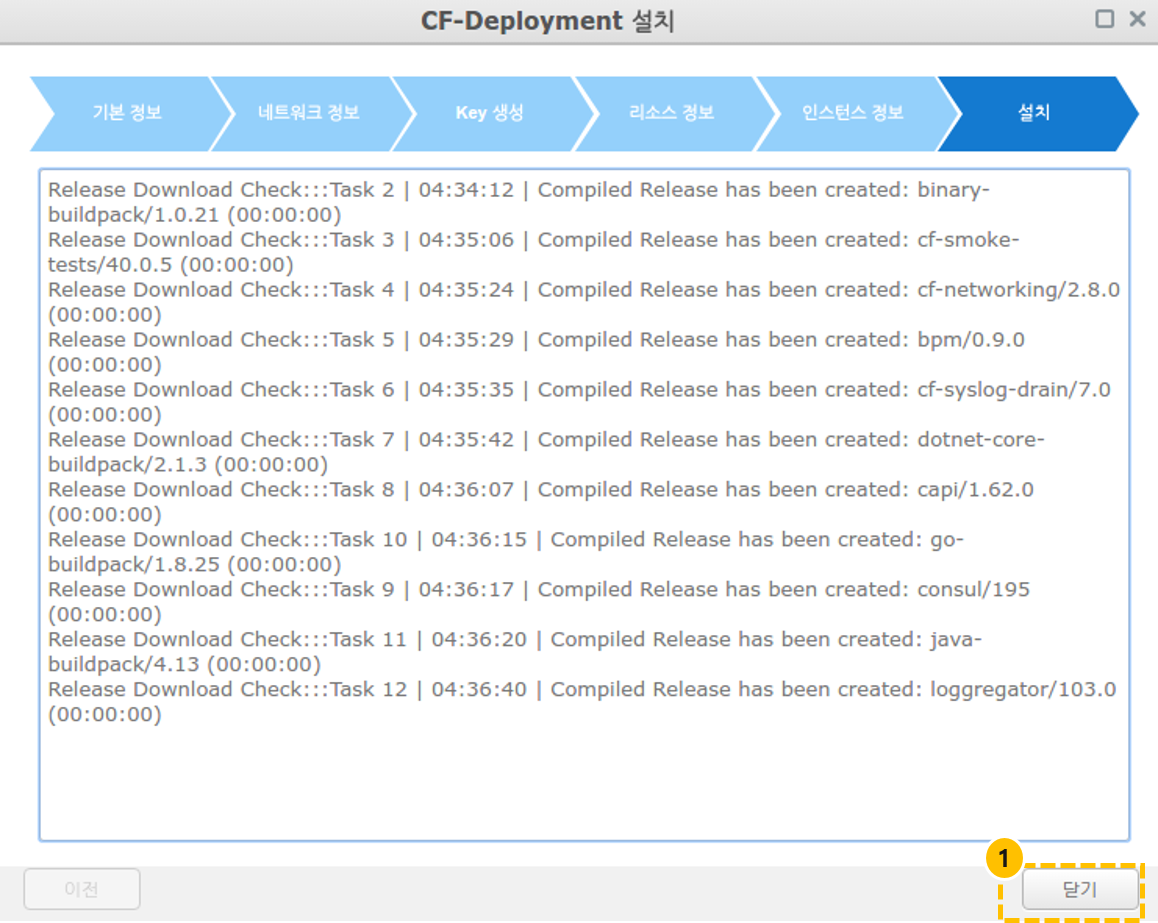 CF-Deployment 설치
기본 정보
네트워크 정보
Key 생성
리소스 정보
인스턴스 정보
설치
Release Download Check:::Task 2 | 04:34:12 | Compiled Release has been created: binary-
buildpack/1.0.21 (00:00:00)
Release Download Check:::Task 3 | 04:35:06 | Compiled Release has been created: cf-smoke-
tests/40.0.5 (00:00:00)
Release Download Check:::Task 4 | 04:35:24 | Compiled Release has been created: cf-networking/2.8.0
(00:00:00)
Release Download Check:::Task 5 | 04:35:29 | Compiled Release has been created: bpm/0.9.0
(00:00:00)
Release Download Check:::Task 6 | 04:35:35 | Compiled Release has been created: cf-syslog-drain/7.0
(00:00:00)
Release Download Check:::Task 7 | 04:35:42 | Compiled Release has been created: dotnet-core-
buildpack/2.1.3 (00:00:00)
Release Download Check:::Task 8 | 04:36:07 | Compiled Release has been created: capi/1.62.0
(00:00:00)
Release Download Check:::Task 10 | 04:36:15 | Compiled Release has been created: go-
buildpack/1.8.25 (00:00:00)
Release Download Check:::Task 9 | 04:36:17 | Compiled Release has been created: consul/195
(00:00:00)
Release Download Check:::Task 11 | 04:36:20 | Compiled Release has been created: java-
buildpack/4.13 (00:00:00)
Release Download Check:::Task 12 | 04:36:40 | Compiled Release has been created: loggregator/103.0
(00:00:00)
1
이전
닫기